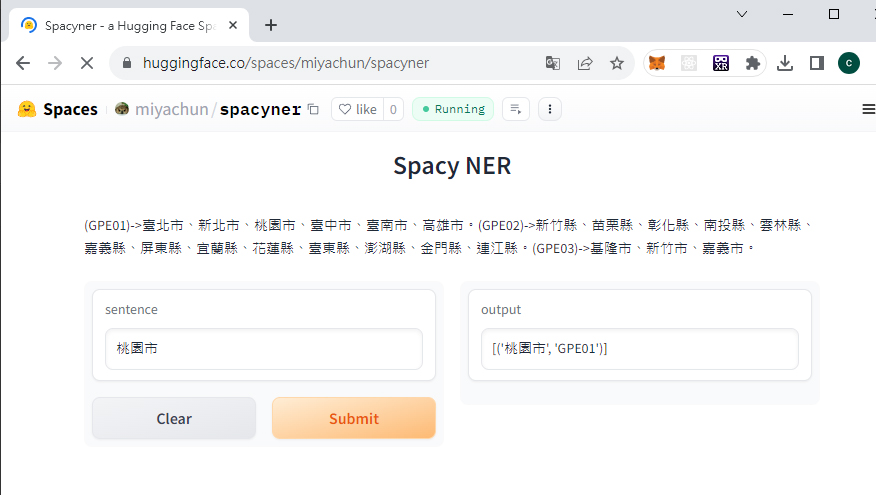 Spacyner - a Hugging Face Sp
huggingface.co/spaces/miyachun/spacyner
XR
c
Spaces miyachun/spacyner like 0 Running
Spacy NER
(GPE01)->臺北市、新北市、桃園市、臺中市、臺南市、高雄市。(GPE02)->新竹縣、苗栗縣、彰化縣、南投縣、雲林縣、
嘉義縣、屏東縣、宜蘭縣、花蓮縣、臺東縣、澎湖縣、金門縣、連江縣。(GPE03)->基隆市、新竹市、嘉義市。
sentence
桃園市
output
[('桃園市', 'GPE01')]
Clear
Submit